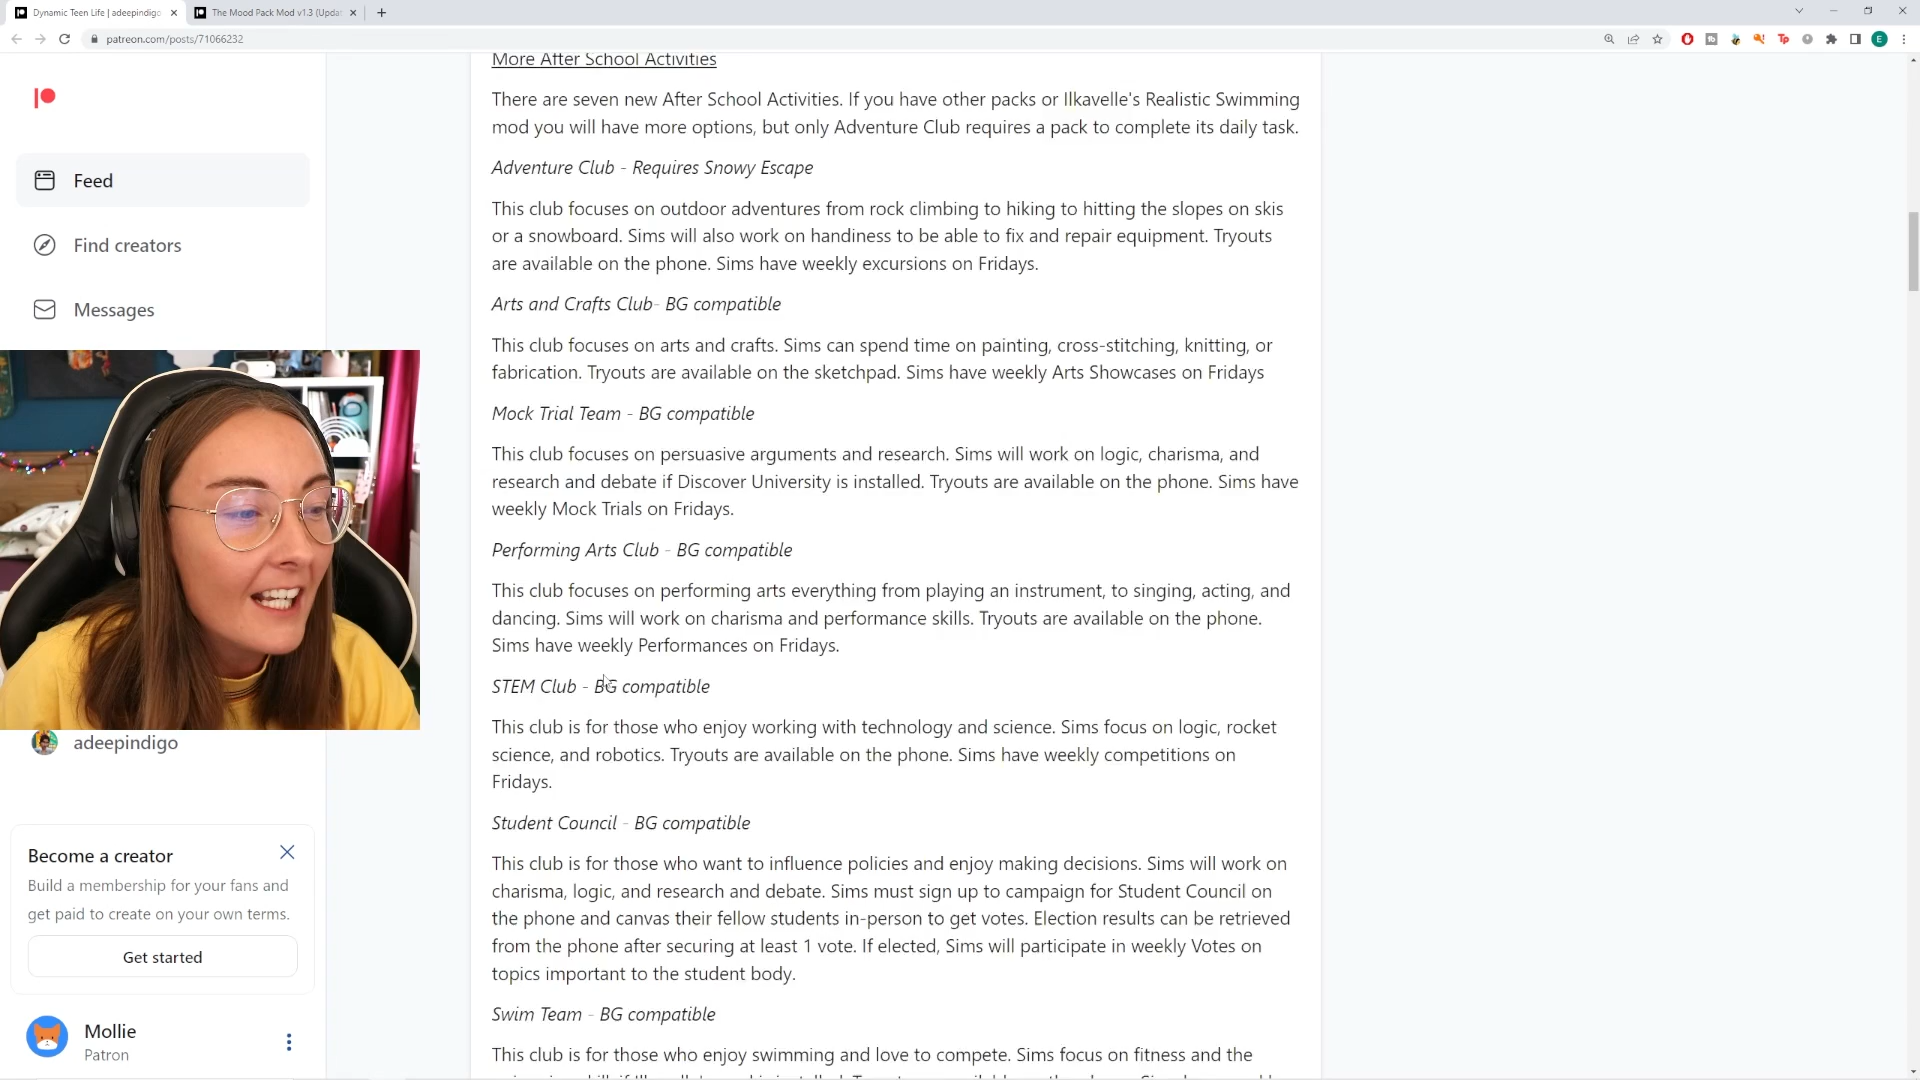 Dynamic Teen Life | adeepindigo
The Mood Pack Mod v1.3 (Updat
patreon.com/posts/71066232
Feed
Find creators
Messages
adeepindigo
Become a creator
Build a membership for your fans and
get paid to create on your own terms.
Get started
Mollie
Patron
More After School Activities
There are seven new After School Activities. If you have other packs or Ilkavelle's Realistic Swimming
mod you will have more options, but only Adventure Club requires a pack to complete its daily task.
Adventure Club - Requires Snowy Escape
This club focuses on outdoor adventures from rock climbing to hiking to hitting the slopes on skis
or a snowboard. Sims will also work on handiness to be able to fix and repair equipment. Tryouts
are available on the phone. Sims have weekly excursions on Fridays.
Arts and Crafts Club- BG compatible
This club focuses on arts and crafts. Sims can spend time on painting, cross-stitching, knitting, or
fabrication. Tryouts are available on the sketchpad. Sims have weekly Arts Showcases on Fridays
Mock Trial Team - BG compatible
This club focuses on persuasive arguments and research. Sims will work on logic, charisma, and
research and debate if Discover University is installed. Tryouts are available on the phone. Sims have
weekly Mock Trials on Fridays.
Performing Arts Club - BG compatible
This club focuses on performing arts everything from playing an instrument, to singing, acting, and
dancing. Sims will work on charisma and performance skills. Tryouts are available on the phone.
Sims have weekly Performances on Fridays.
STEM Club - BG compatible
This club is for those who enjoy working with technology and science. Sims focus on logic, rocket
science, and robotics. Tryouts are available on the phone. Sims have weekly competitions on
Fridays.
Student Council - BG compatible
This club is for those who want to influence policies and enjoy making decisions. Sims will work on
charisma, logic, and research and debate. Sims must sign up to campaign for Student Council on
the phone and canvas their fellow students in-person to get votes. Election results can be retrieved
from the phone after securing at least 1 vote. If elected, Sims will participate in weekly Votes on
topics important to the student body.
Swim Team - BG compatible
This club is for those who enjoy swimming and love to compete. Sims focus on fitness and the